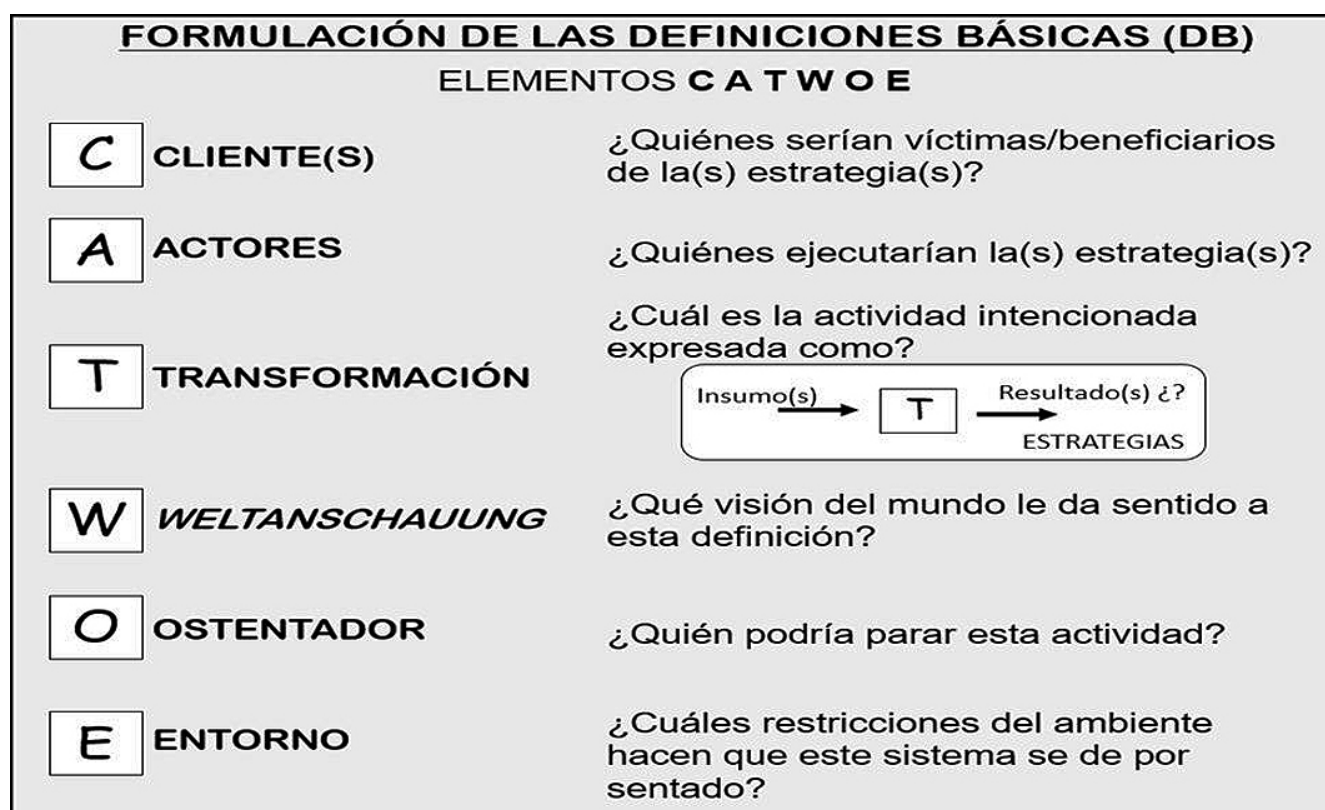 FORMULACIÓN DE LAS DEFINICIONES BÁSICAS (DB)
ELEMENTOS C A T W O E
C CLIENTE(S)
¿Quiénes serían víctimas/beneficiarios
de la(s) estrategia(s)?
A ACTORES
¿Quiénes ejecutarían la(s) estrategia(s)?
T TRANSFORMACIÓN
¿Cuál es la actividad intencionada
expresada como?
Insumo(s) T Resultado(s) ¿?
ESTRATEGIAS
W WELTANSCHAUUNG
¿Qué visión del mundo le da sentido a
esta definición?
O OSTENTADOR
¿Quién podría parar esta actividad?
E ENTORNO
¿Cuáles restricciones del ambiente
hacen que este sistema se de por
sentado?